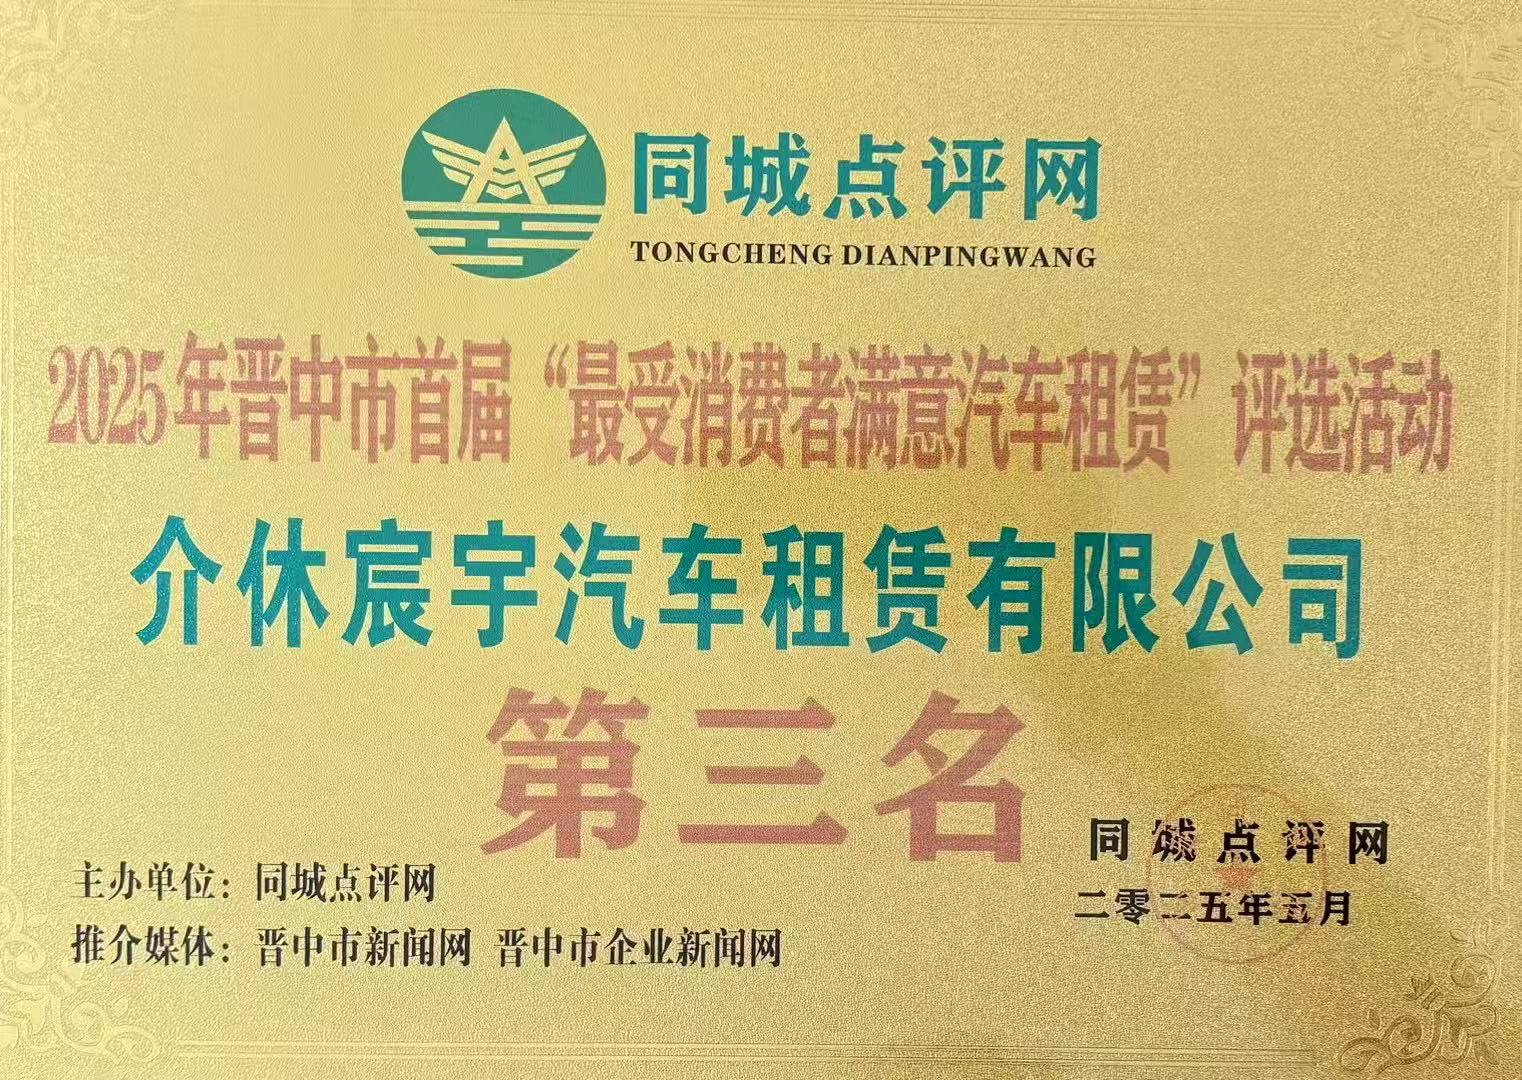 同城点评网
TONGCHENG DIANPINGWANG
2025年晋中市首届“最受消费者满意汽车租赁”评选活动
介休宸宇汽车租赁有限公司
第三名
同城点评网
二零二五年五月
主办单位：同城点评网
推介媒体：晋中市新闻网 晋中市企业新闻网